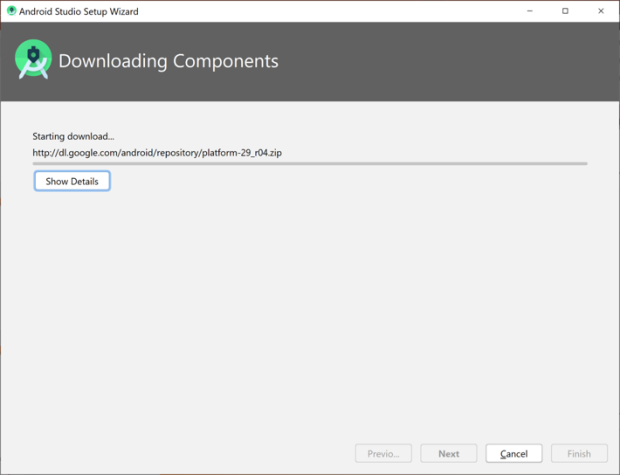 Android Studio Setup Wizard
Downloading Components
Starting download...
http://dl.google.com/android/repository/platform-29_r04.zip
Show Details
Previo... Next Cancel Finish